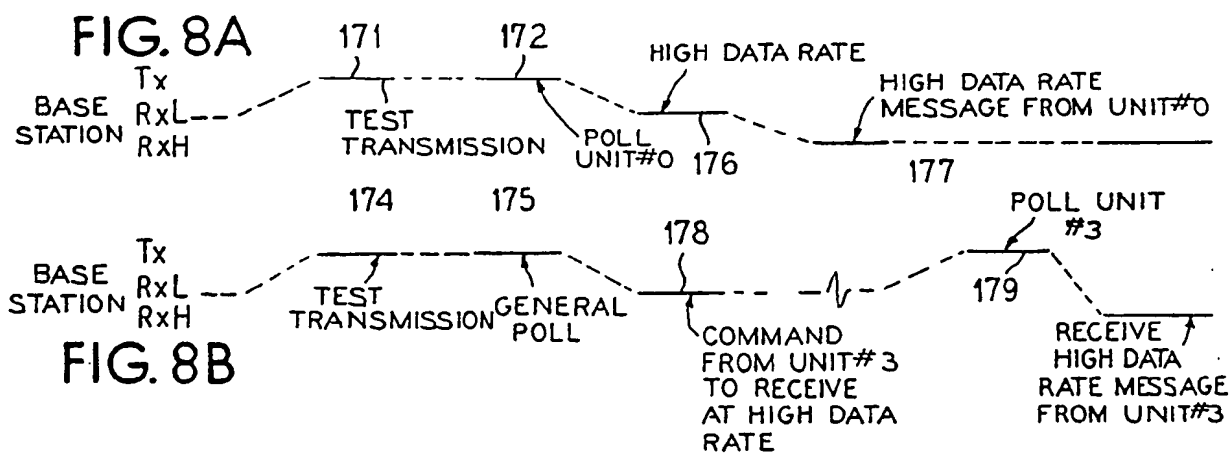 FIG. 8A
171
172
HIGH DATA RATE
Tx
BASE STATION
RxL
RxH
TEST TRANSMISSION
POLL UNIT#0
176
HIGH DATA RATE
MESSAGE FROM UNIT#0
177
174
175
178
POLL UNIT
#3
Tx
BASE STATION
RxL
RxH
TEST TRANSMISSION
GENERAL POLL
179
COMMAND
FROM UNIT#3
TO RECEIVE
AT HIGH DATA
RATE
RECEIVE
HIGH DATA
RATE MESSAGE
FROM UNIT#3
FIG. 8B